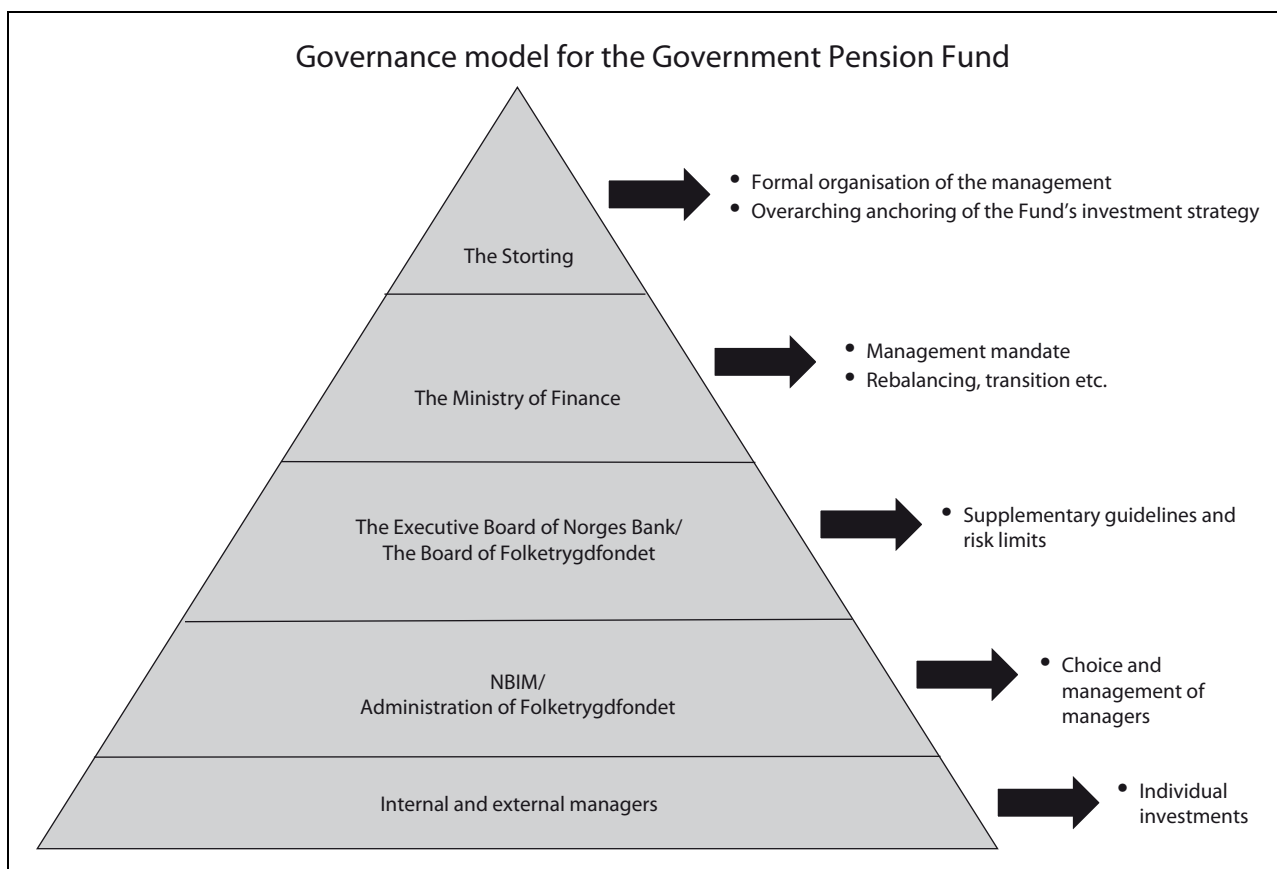 Governance model for the Government Pension Fund
The Storting
• Formal organisation of the management
• Overarching anchoring of the Fund's investment strategy
The Ministry of Finance
• Management mandate
• Rebalancing, transition etc.
The Executive Board of Norges Bank/
The Board of Folketrygdfondet
• Supplementary guidelines and
risk limits
NBIM/
Administration of Folketrygdfondet
• Choice and
management of
managers
Internal and external managers
• Individual
investments